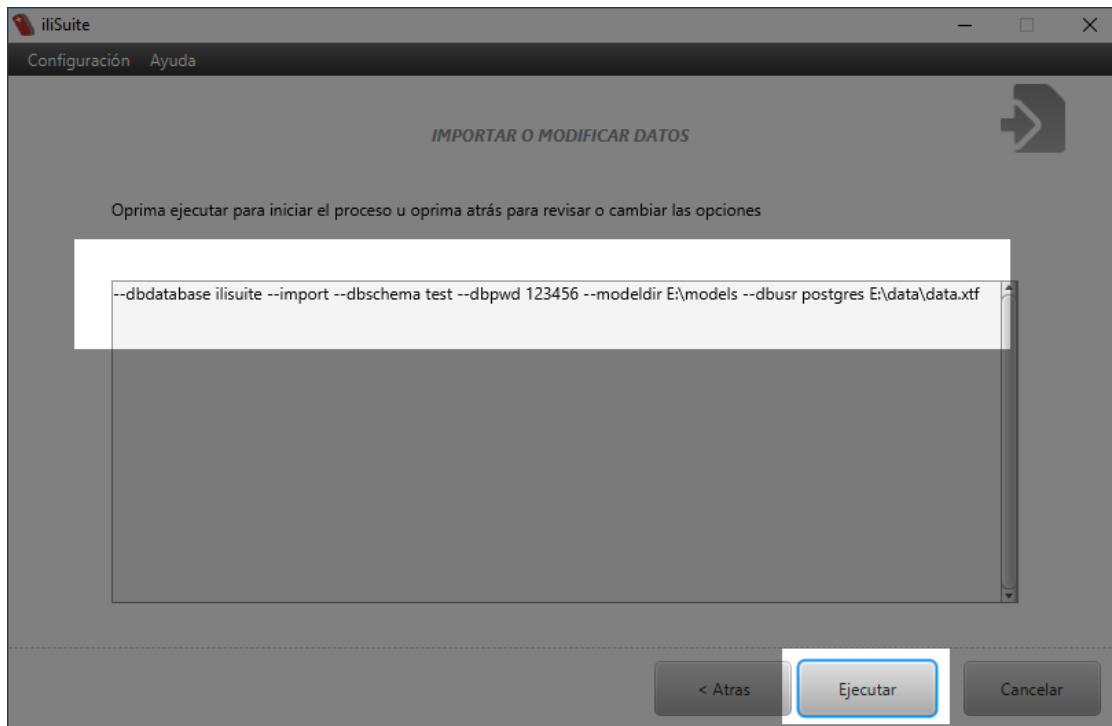 iliSuite
Configuración Ayuda
IMPORTAR O MODIFICAR DATOS
Oprima ejecutar para iniciar el proceso u oprima atrás para revisar o cambiar las opciones
--dbdatabase ilisuite --import --dbschema test --dbpwd 123456 --modeldir E:\models --dbusr postgres E:\data\data.xtf
< Atras Ejecutar Cancelar